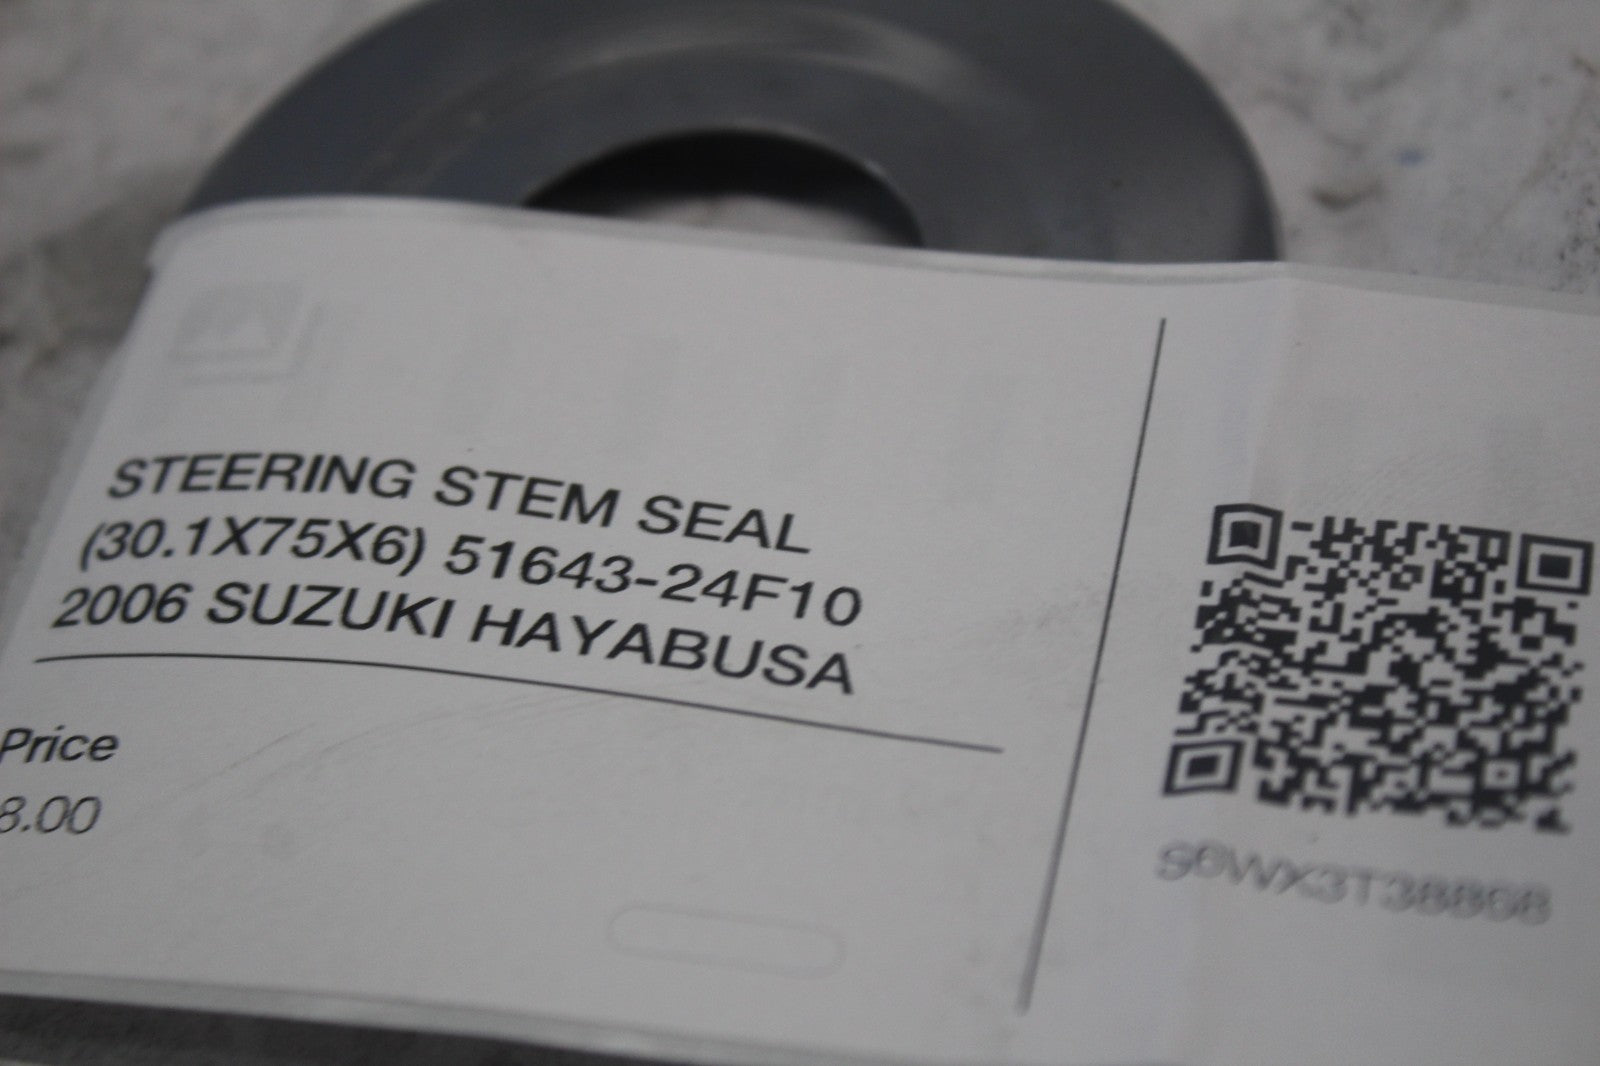 STEERING STEM SEAL
(30.1X75X6) 51643-24F10
2006 SUZUKI HAYABUSA
Price
8.00